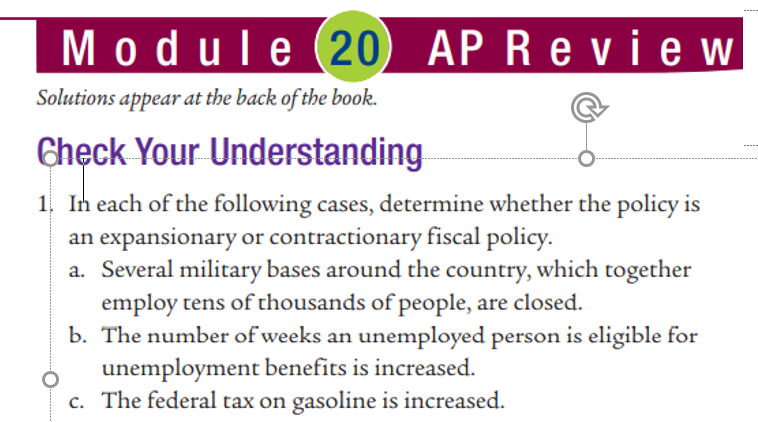 Module 20 AP Review
Solutions appear at the back of the book.
Check Your Understanding
1. In each of the following cases, determine whether the policy is
an expansionary or contractionary fiscal policy.
a. Several military bases around the country, which together
employ tens of thousands of people, are closed.
b. The number of weeks an unemployed person is eligible for
unemployment benefits is increased.
c. The federal tax on gasoline is increased.